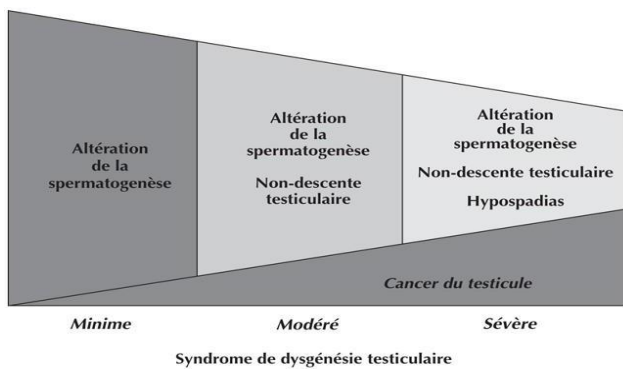 Altération
de la
spermatogenèse
Altération
de la
spermatogenèse
Non-descente
testiculaire
Altération
de la
spermatogenèse
Non-descente testiculaire
Hypospadias
Cancer du testicule
Minime
Modéré
Sévère
Syndrome de dysgénésie testiculaire